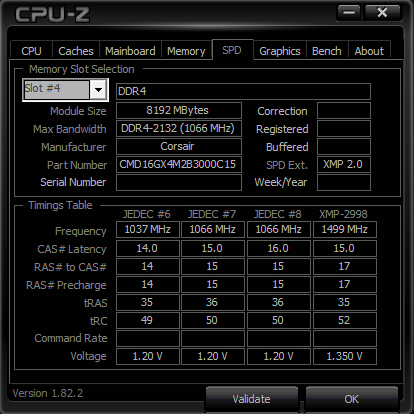 CPU-Z
CPU Caches Mainboard Memory SPD Graphics Bench About
Memory Slot Selection
Slot #4 DDR4
Module Size 8192 MBytes Correction
Max Bandwidth DDR4-2132 (1066 MHz) Registered
Manufacturer Corsair Buffered
Part Number CMD16GX4M2B3000C15 SPD Ext. XMP 2.0
Serial Number Week/Year
Timings Table
JEDEC #6 JEDEC #7 JEDEC #8 XMP-2998
Frequency 1037 MHz 1066 MHz 1066 MHz 1499 MHz
CAS# Latency 14.0 15.0 16.0 15.0
RAS# to CAS# 14 15 15 17
RAS# Precharge 14 15 15 17
tRAS 35 36 36 35
tRC 49 50 50 52
Command Rate
Voltage 1.20 V 1.20 V 1.20 V 1.350 V
Version 1.82.2 Validate OK